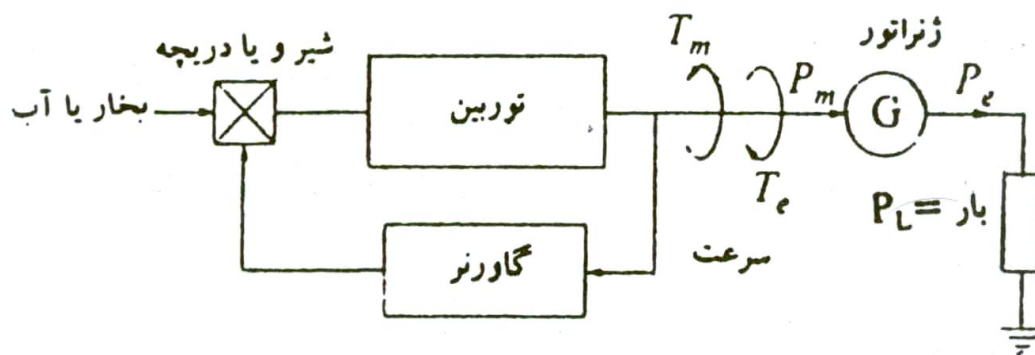 شیر و یا دریچه
ژنراتور
بخار یا آب
توربین
T_m
P_m
G
P_e
T_e
P_L = بار
گاورنر
سرعت